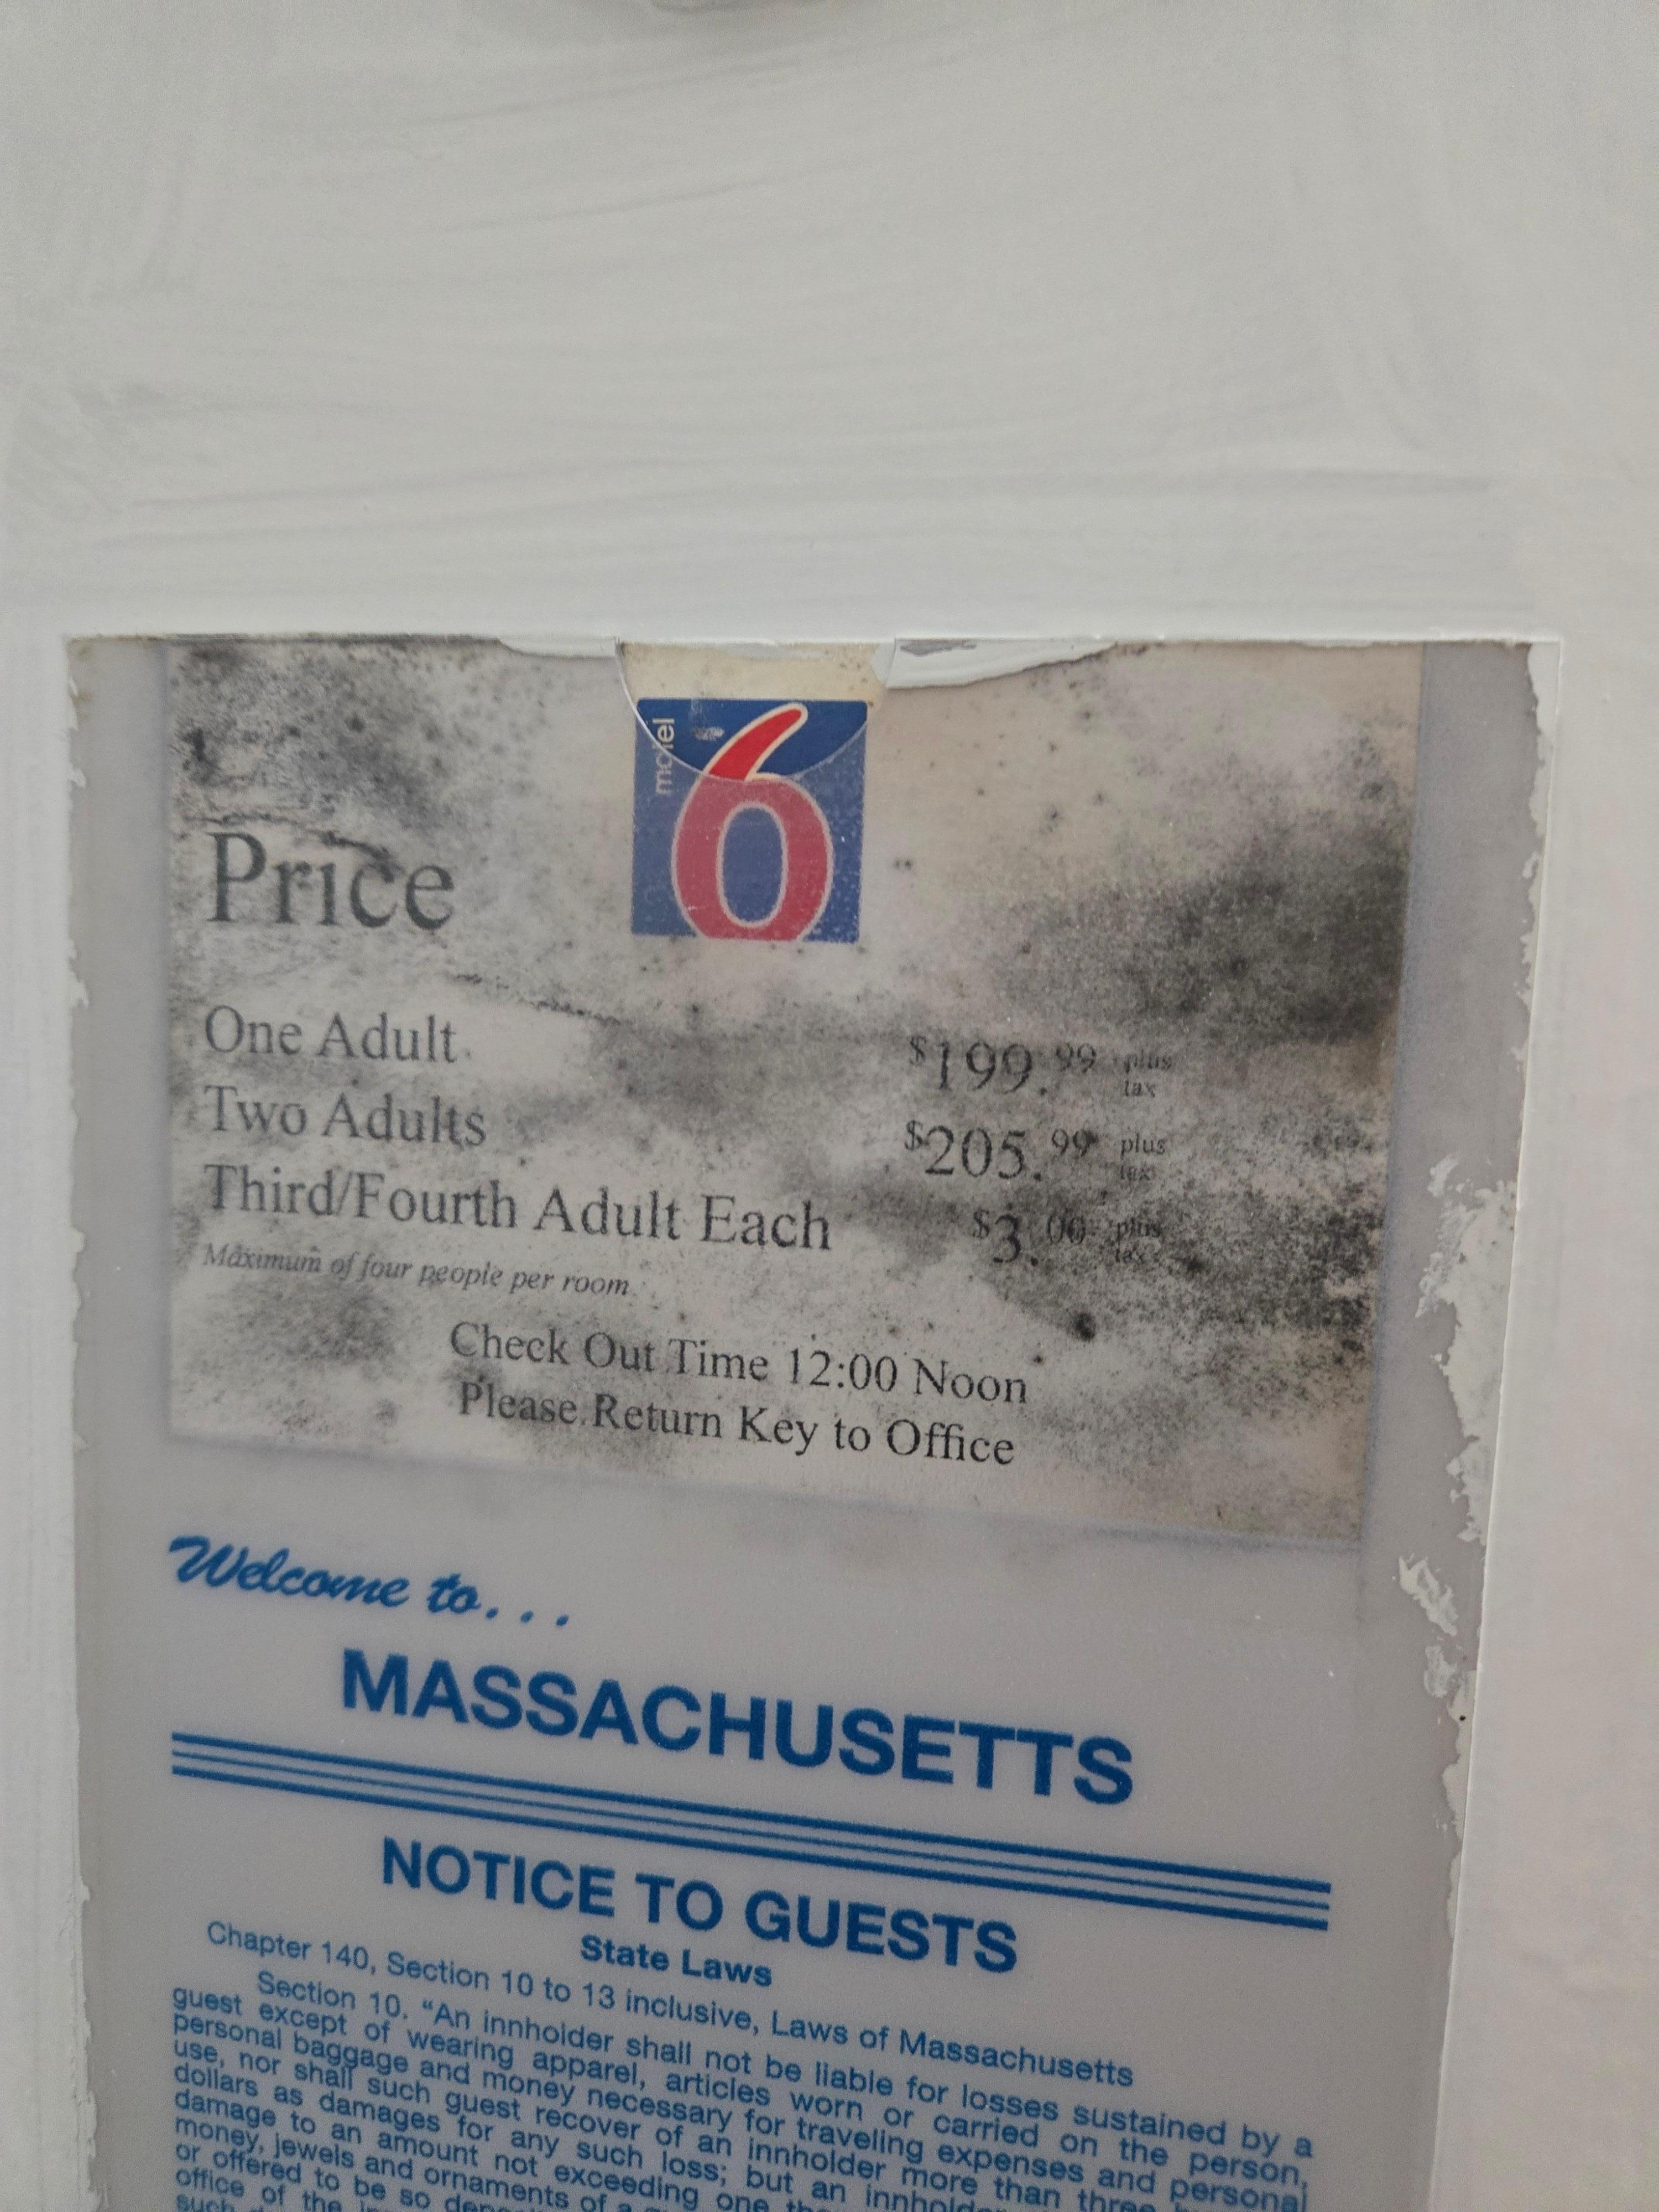 motel
6
Price
One Adult $199.99 plus tax
Two Adults $205.99 plus tax
Third/Fourth Adult Each $3.00 plus tax
Maximum of four people per room
Check Out Time 12:00 Noon
Please Return Key to Office
Welcome to...
MASSACHUSETTS
NOTICE TO GUESTS
State Laws
Chapter 140, Section 10 to 13 inclusive, Laws of Massachusetts
Section 10. “An innholder shall not be liable for losses sustained by a
guest except of wearing apparel, articles worn or carried on the person,
personal baggage and money necessary for traveling expenses and personal
use, nor shall such guest recover of an innholder more than three
dollars as damages for any such loss; but an innholder
damage to an amount not exceeding one
money, jewels and ornaments of a
or offered to be so
office of the
such